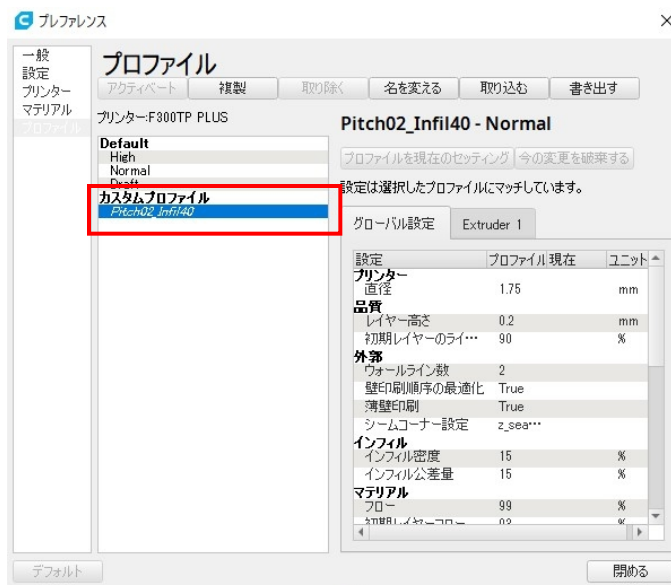 プレファレンス
一般
設定
プリンター
マテリアル
プロファイル
プロファイル
アクティベート 複製 取り除く 名を変える 取り込む 書き出す
プリンター:F300TP PLUS
Default
High
Normal
Draft
カスタムプロファイル
Pitch02_Infil40
Pitch02_Infil40 - Normal
プロファイルを現在のセッティング 今の変更を破棄する
設定は選択したプロファイルにマッチしています。
グローバル設定 Extruder 1
設定 プロファイル 現在 ユニット
プリンター
直径 1.75 mm
品質
レイヤー高さ 0.2 mm
初期レイヤーのライ… 90 %
外郭
ウォールライン数 2
壁印刷順序の最適化 True
薄壁印刷 True
シームコーナー設定 z_sea…
インフィル
インフィル密度 15 %
インフィル公差量 15 %
マテリアル
フロー 99 %
初期レイヤーフロー %
デフォルト 閉める